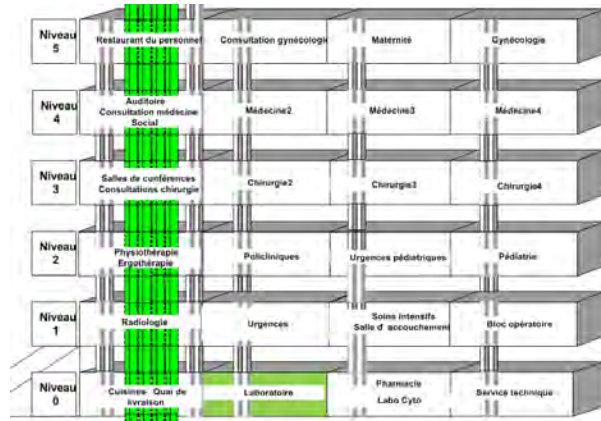 Niveau
5
Restaurant du personnel
Consultation gynécologie
Maternité
Gynécologie
Niveau
4
Auditoire
Consultation médecine
Social
Médecine2
Médecine3
Médecine4
Niveau
3
Salles de conférences
Consultations chirurgie
Chirurgie2
Chirurgie3
Chirurgie4
Niveau
2
Physiothérapie
Ergothérapie
Policliniques
Urgences pédiatriques
Pédiatrie
Niveau
1
Radiologie
Urgences
Soins intensifs
Salle d' accouchement
Bloc opératoire
Niveau
0
Cuisines- Quai de
livraison
Laboratoire
Pharmacie
Labo Cyto
Service technique